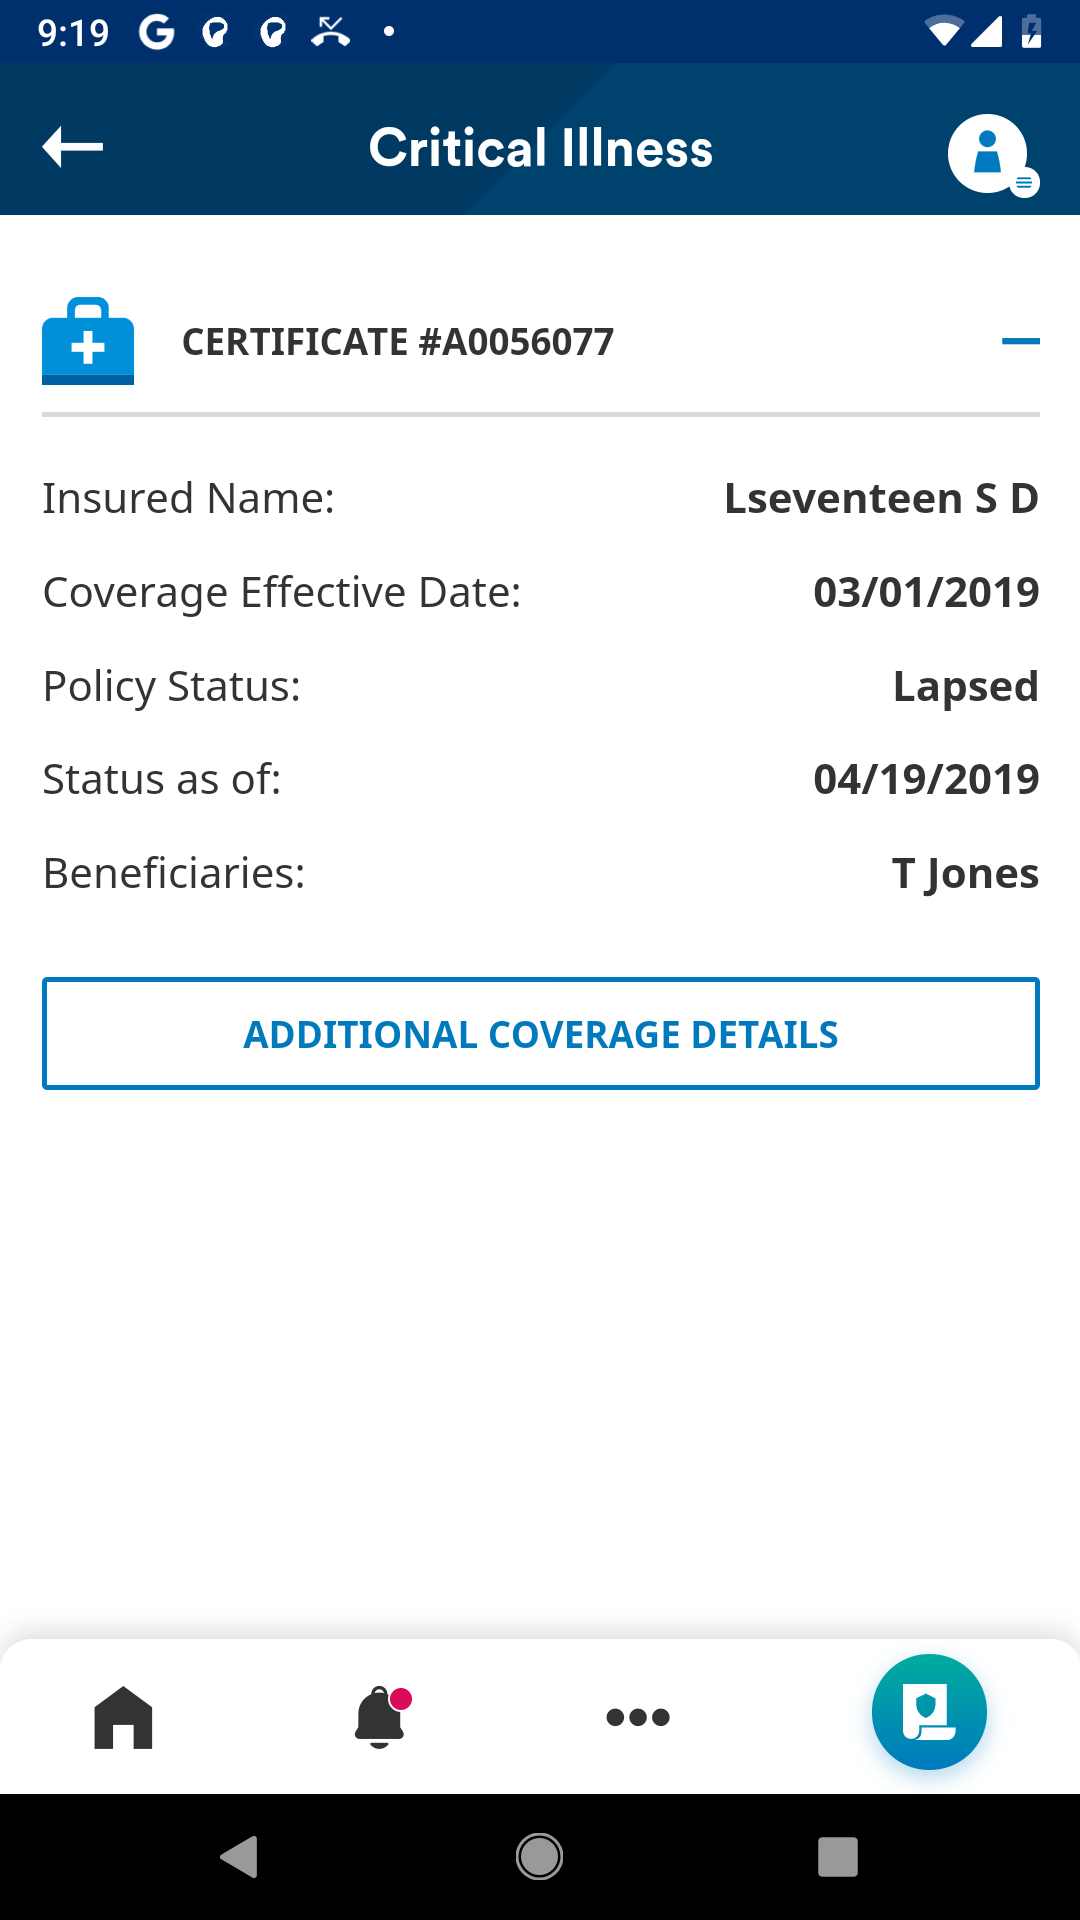 9:19
Critical Illness
CERTIFICATE #A0056077
Insured Name: Lseventeen S D
Coverage Effective Date: 03/01/2019
Policy Status: Lapsed
Status as of: 04/19/2019
Beneficiaries: T Jones
ADDITIONAL COVERAGE DETAILS